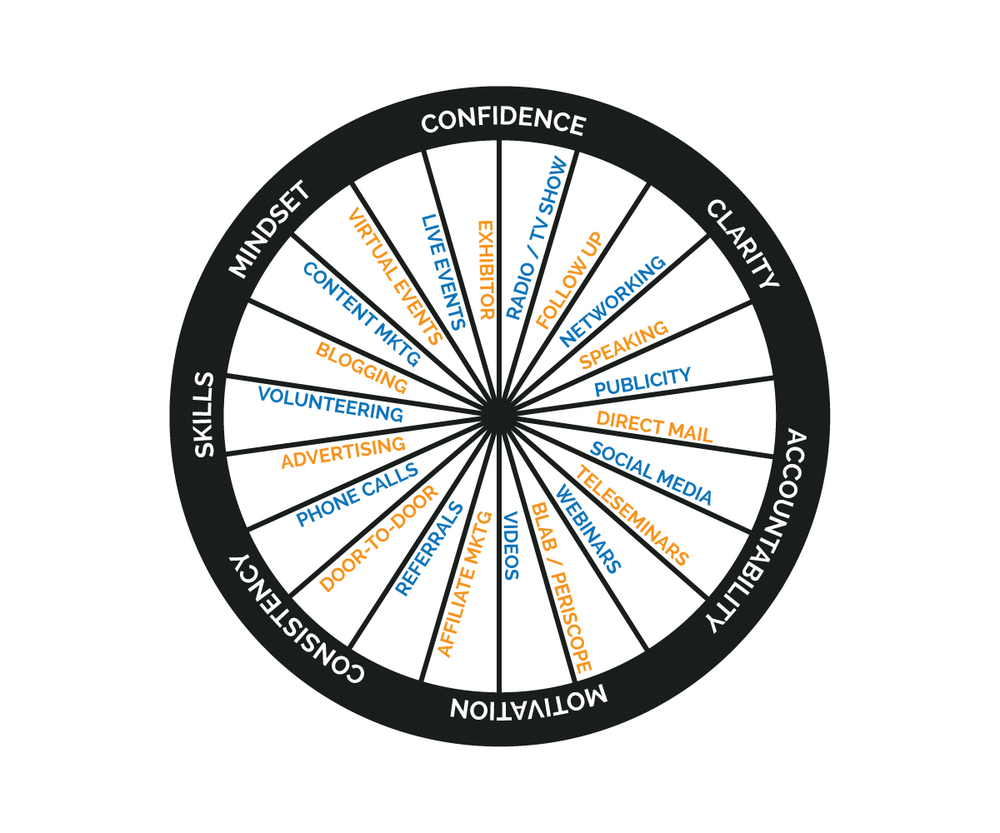 CONFIDENCE
CLARITY
ACCOUNTABILITY
MOTIVATION
CONSISTENCY
SKILLS
MINDSET
RADIO / TV SHOW
FOLLOW UP
NETWORKING
SPEAKING
PUBLICITY
DIRECT MAIL
SOCIAL MEDIA
TELESEMINARS
WEBINARS
BLAB / PERISCOPE
VIDEOS
AFFILIATE MKTG
REFERRALS
DOOR-TO-DOOR
PHONE CALLS
ADVERTISING
VOLUNTEERING
BLOGGING
CONTENT MKTG
VIRTUAL EVENTS
LIVE EVENTS
EXHIBITOR